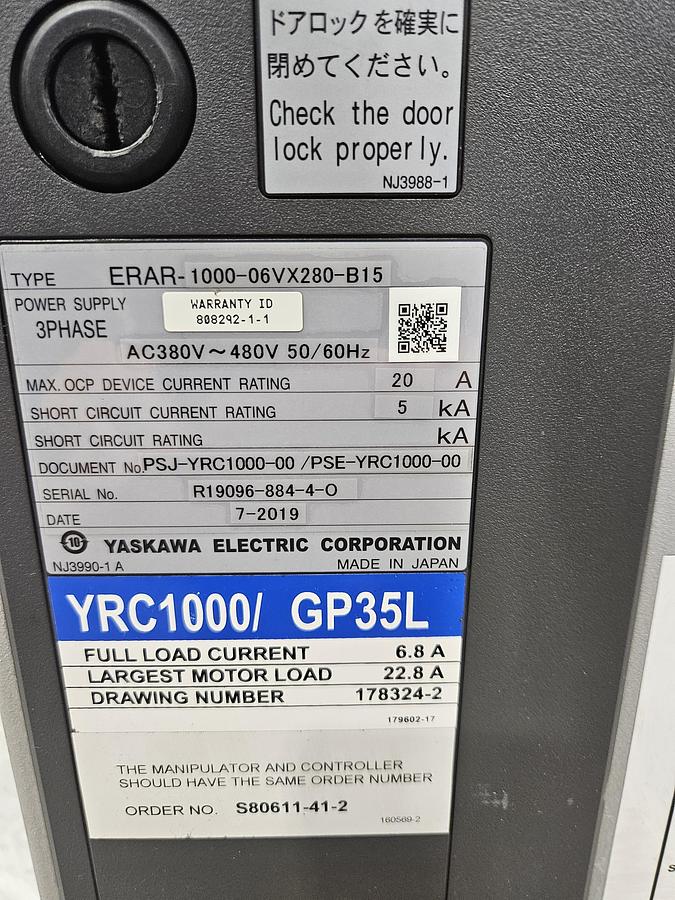 ドアロックを確実に
閉めてください。
Check the door
lock properly.
NJ3988-1
TYPE ERAR-1000-06VX280-B15
POWER SUPPLY
3PHASE
WARRANTY ID
808292-1-1
AC380V～480V 50/60Hz
MAX. OCP DEVICE CURRENT RATING 20 A
SHORT CIRCUIT CURRENT RATING 5 kA
SHORT CIRCUIT RATING kA
DOCUMENT No. PSJ-YRC1000-00 /PSE-YRC1000-00
SERIAL No. R19096-884-4-O
DATE 7-2019
10 YASKAWA ELECTRIC CORPORATION
NJ3990-1 A MADE IN JAPAN
YRC1000/ GP35L
FULL LOAD CURRENT 6.8 A
LARGEST MOTOR LOAD 22.8 A
DRAWING NUMBER 178324-2
179602-17
THE MANIPULATOR AND CONTROLLER
SHOULD HAVE THE SAME ORDER NUMBER
ORDER NO. S80611-41-2
160569-2